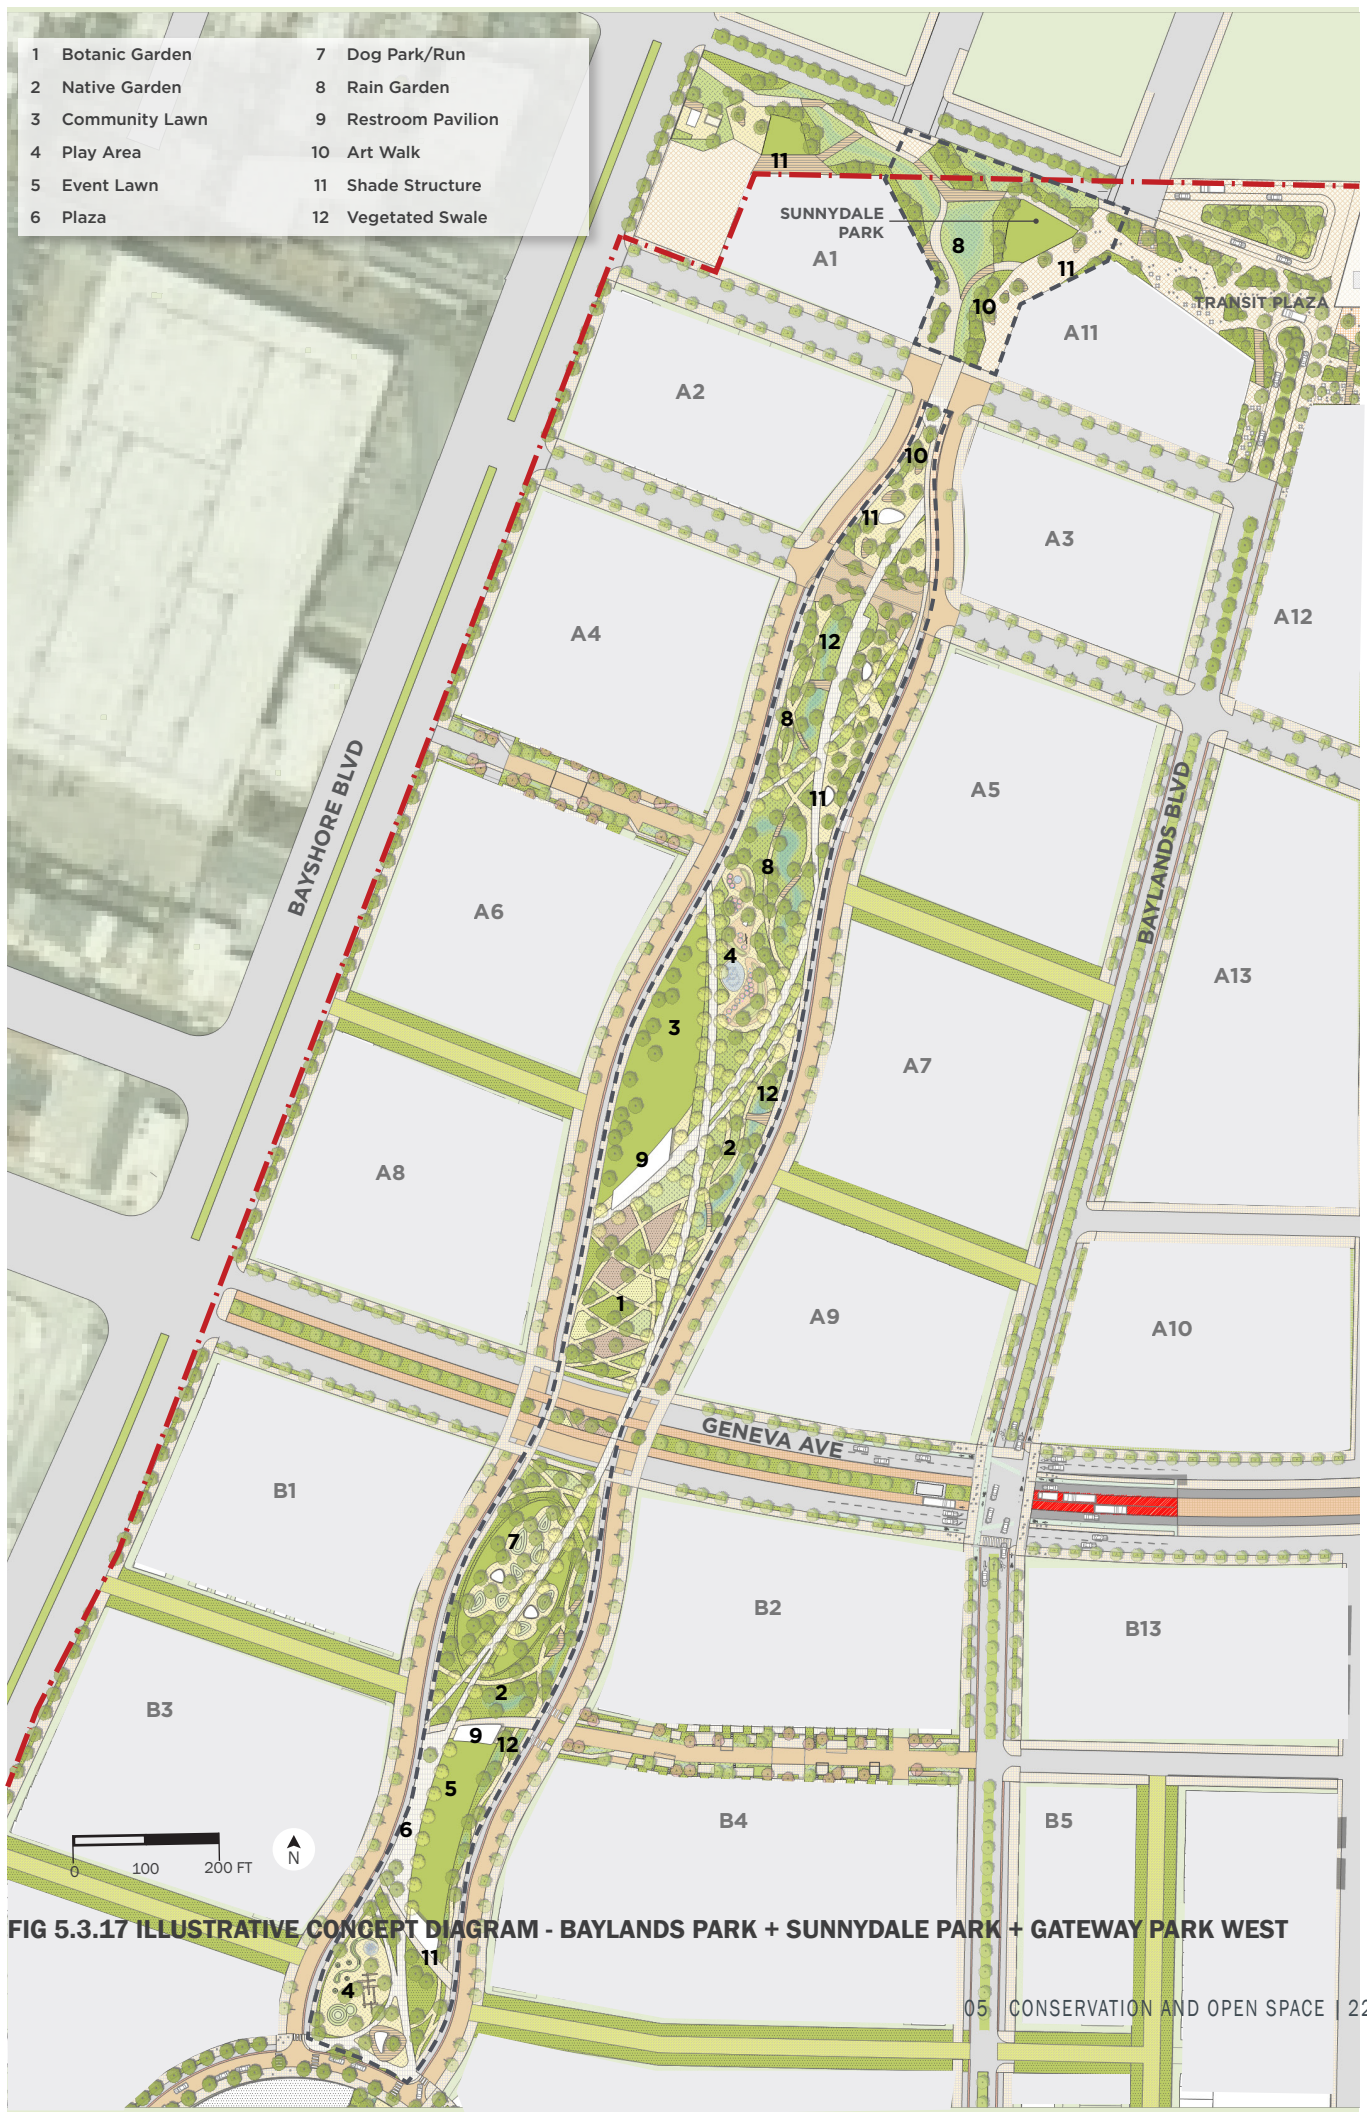 1 Botanic Garden
2 Native Garden
3 Community Lawn
4 Play Area
5 Event Lawn
6 Plaza
7 Dog Park/Run
8 Rain Garden
9 Restroom Pavilion
10 Art Walk
11 Shade Structure
12 Vegetated Swale
11
SUNNYDALE
PARK
8
A1
11
TRANSIT PLAZA
10
A11
A2
10
11
A3
A12
A4
12
8
11
A5
BAYSHORE BLVD
BAYLANDS BLVD
8
A6
4
A13
3
A7
12
2
9
A8
1
A9
A10
GENEVA AVE
B1
7
B2
B13
2
B3
9
12
5
B4
B5
6
0 100 200 FT
N
FIG 5.3.17 ILLUSTRATIVE CONCEPT DIAGRAM - BAYLANDS PARK + SUNNYDALE PARK + GATEWAY PARK WEST
11
4
05 | CONSERVATION AND OPEN SPACE | 22